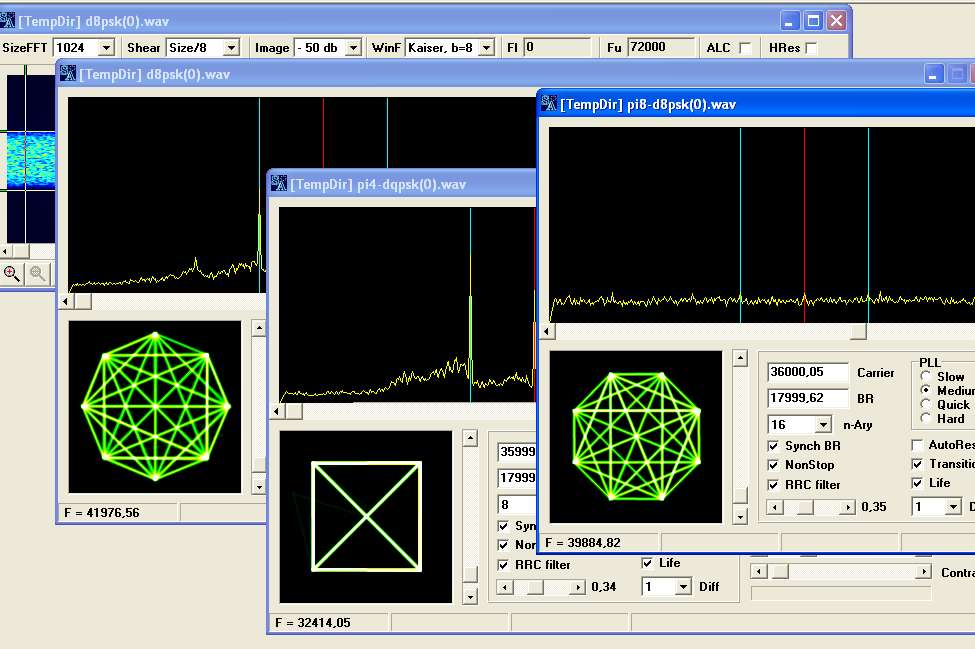 [TempDir] d8psk(0).wav
SizeFFT 1024 Shear Size/8 Image - 50 db WinF Kaiser, b=8 Fl 0 Fu 72000 ALC HRes
[TempDir] d8psk(0).wav
[TempDir] pi8-d8psk(0).wav
[TempDir] pi4-dqpsk(0).wav
36000,05 Carrier
17999,62 BR
16 n-Ary
Synch BR
NonStop
RRC filter
0,35
PLL
Slow
Mediur
Quick
Hard
AutoRes
Transitio
Life
1 D
F = 39884,82
F = 41976,56
35999
17999
8
Syn
Nor
RRC filter
0,34
Life
1 Diff
Contra
F = 32414,05